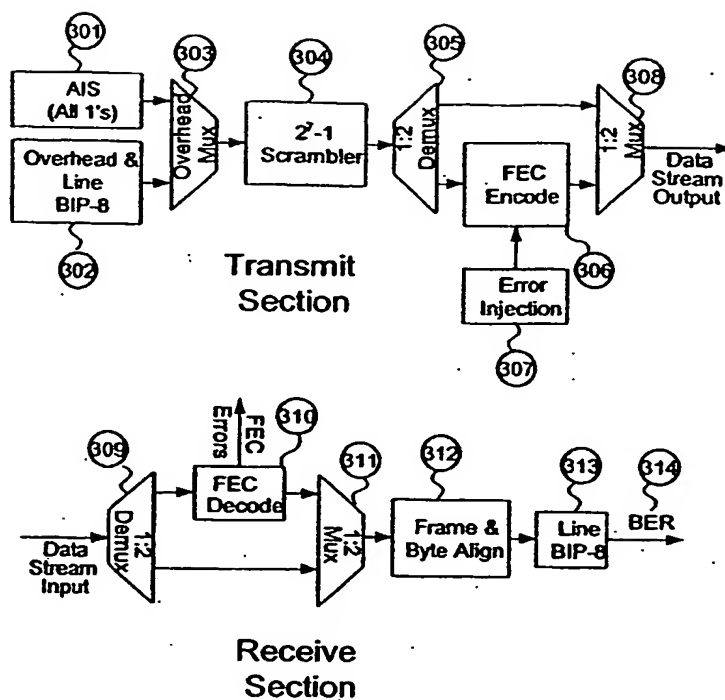 301
303
304
305
308
AIS
(All 1's)
Overhead &
Line
BIP-8
Overhead
Mux
2⁷-1
Scrambler
1:2
Demux
FEC
Encode
1:2
Mux
Data
Stream
Output
302
306
Transmit
Section
Error
Injection
307
309
FEC
Errors
310
311
312
313
314
Demux
1:2
FEC
Decode
Mux
1:2
Frame &
Byte Align
Line
BIP-8
BER
Data
Stream
Input
Receive
Section